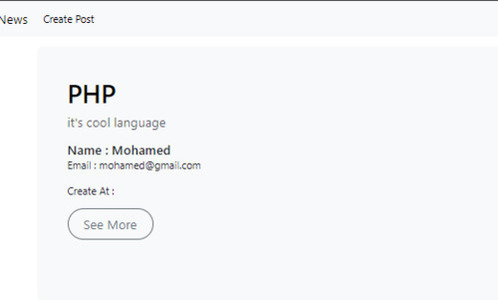 News Create Post
PHP
it's cool language
Name : Mohamed
Email : mohamed@gmail.com
Create At :
See More